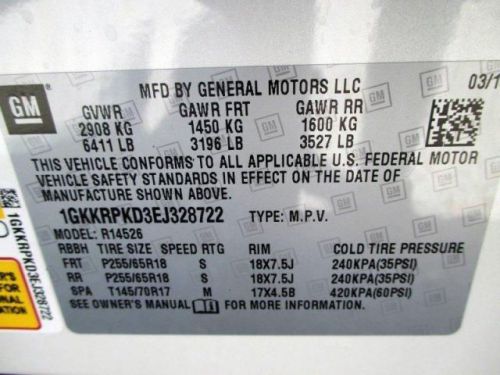 GM
MFD BY GENERAL MOTORS LLC
03/1
GVWR GAWR FRT GAWR RR
2908 KG 1450 KG 1600 KG
6411 LB 3196 LB 3527 LB
THIS VEHICLE CONFORMS TO ALL APPLICABLE U.S. FEDERAL MOTOR
VEHICLE SAFETY STANDARDS IN EFFECT ON THE DATE OF
MANUFACTURE SHOWN ABOVE.
1GKKRPKD3EJ328722 TYPE: M.P.V.
MODEL: R14526
RBBH TIRE SIZE SPEED RTG RIM COLD TIRE PRESSURE
FRT P255/65R18 S 18X7.5J 240KPA(35PSI)
RR P255/65R18 S 18X7.5J 240KPA(35PSI)
SPA T145/70R17 M 17X4.5B 420KPA(60PSI)
SEE OWNER'S MANUAL FOR MORE INFORMATION
1GKKRPKD3EJ328722